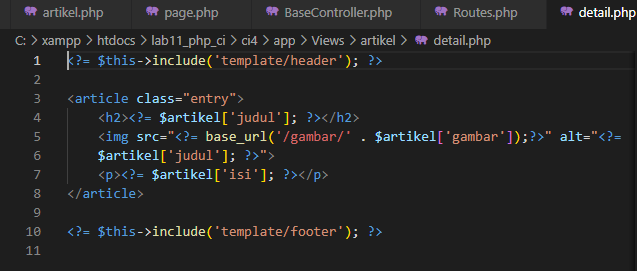 artikel.php page.php BaseController.php Routes.php detail.php
C: > xampp > htdocs > lab11_php_ci > ci4 > app > Views > artikel > detail.php
1 <?= $this->include('template/header'); ?>
2
3 <article class="entry">
4 <h2><?= $artikel['judul']; ?></h2>
5 <img src="<?= base_url('/gambar/' . $artikel['gambar']);?>" alt="<?=
6 $artikel['judul']; ?>">
7 <p><?= $artikel['isi']; ?></p>
8 </article>
9
10 <?= $this->include('template/footer'); ?>
11